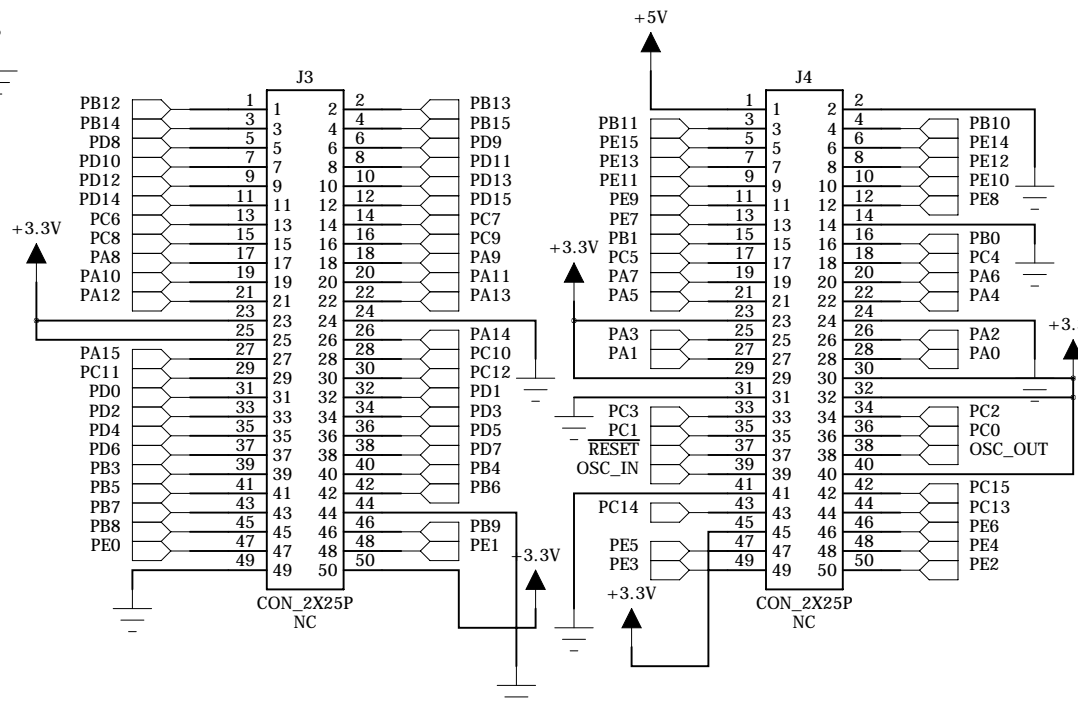 +5V
J3 J4
PB12 1 1 2 2 PB13 1 1 2 2
PB14 3 3 4 4 PB15 PB11 3 3 4 4 PB10
PD8 5 5 6 6 PD9 PE15 5 5 6 6 PE14
PD10 7 7 8 8 PD11 PE13 7 7 8 8 PE12
PD12 9 9 10 10 PD13 PE11 9 9 10 10 PE10
PD14 11 11 12 12 PD15 PE9 11 11 12 12 PE8
PC6 13 13 14 14 PC7 PE7 13 13 14 14
+3.3V PC8 15 15 16 16 PC9 +3.3V PB1 15 15 16 16 PB0
PA8 17 17 18 18 PA9 PC5 17 17 18 18 PC4
PA10 19 19 20 20 PA11 PA7 19 19 20 20 PA6
PA12 21 21 22 22 PA13 PA5 21 21 22 22 PA4
23 23 24 24 23 23 24 24
25 25 26 26 PA14 PA3 25 25 26 26 PA2 +3.
PA15 27 27 28 28 PC10 PA1 27 27 28 28 PA0
PC11 29 29 30 30 PC12 29 29 30 30
PD0 31 31 32 32 PD1 31 31 32 32
PD2 33 33 34 34 PD3 PC3 33 33 34 34 PC2
PD4 35 35 36 36 PD5 PC1 35 35 36 36 PC0
PD6 37 37 38 38 PD7 RESET 37 37 38 38 OSC_OUT
PB3 39 39 40 40 PB4 OSC_IN 39 39 40 40
PB5 41 41 42 42 PB6 41 41 42 42 PC15
PB7 43 43 44 44 PC14 43 43 44 44 PC13
PB8 45 45 46 46 PB9 45 45 46 46 PE6
PE0 47 47 48 48 PE1 PE5 47 47 48 48 PE4
49 49 50 50 +3.3V PE3 49 49 50 50 PE2
+3.3V
CON_2X25P CON_2X25P
NC NC